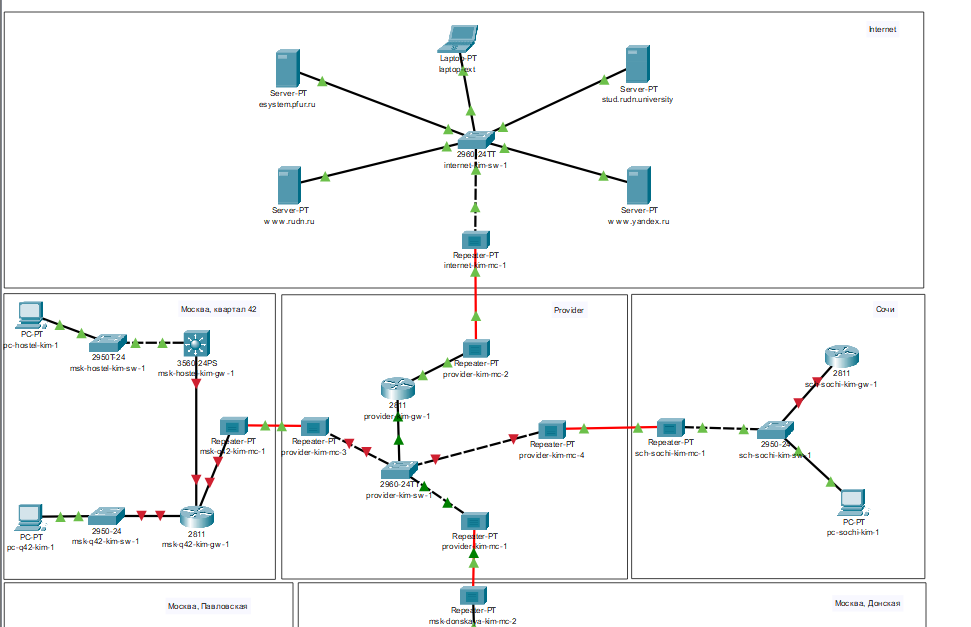 Internet
Laptop-PT
laptop-ext
Server-PT
esystem.pfur.ru
Server-PT
stud.rudn.university
2960-24TT
internet-kim-sw-1
Server-PT
www.rudn.ru
Server-PT
www.yandex.ru
Repeater-PT
internet-kim-mc-1
Москва, квартал 42
PC-PT
pc-hostel-kim-1
2950T-24
msk-hostel-kim-sw-1
3560-24PS
msk-hostel-kim-gw-1
Repeater-PT
msk-q42-kim-mc-1
PC-PT
pc-q42-kim-1
2950-24
msk-q42-kim-sw-1
2811
msk-q42-kim-gw-1
Provider
Repeater-PT
provider-kim-mc-2
2811
provider-kim-gw-1
Repeater-PT
provider-kim-mc-3
Repeater-PT
provider-kim-mc-4
2960-24TT
provider-kim-sw-1
Repeater-PT
provider-kim-mc-1
Сочи
2811
sch-sochi-kim-gw-1
Repeater-PT
sch-sochi-kim-mc-1
2950-24
sch-sochi-kim-sw-1
PC-PT
pc-sochi-kim-1
Москва, Павловская
Москва, Донская
Repeater-PT
msk-donskaya-kim-mc-2